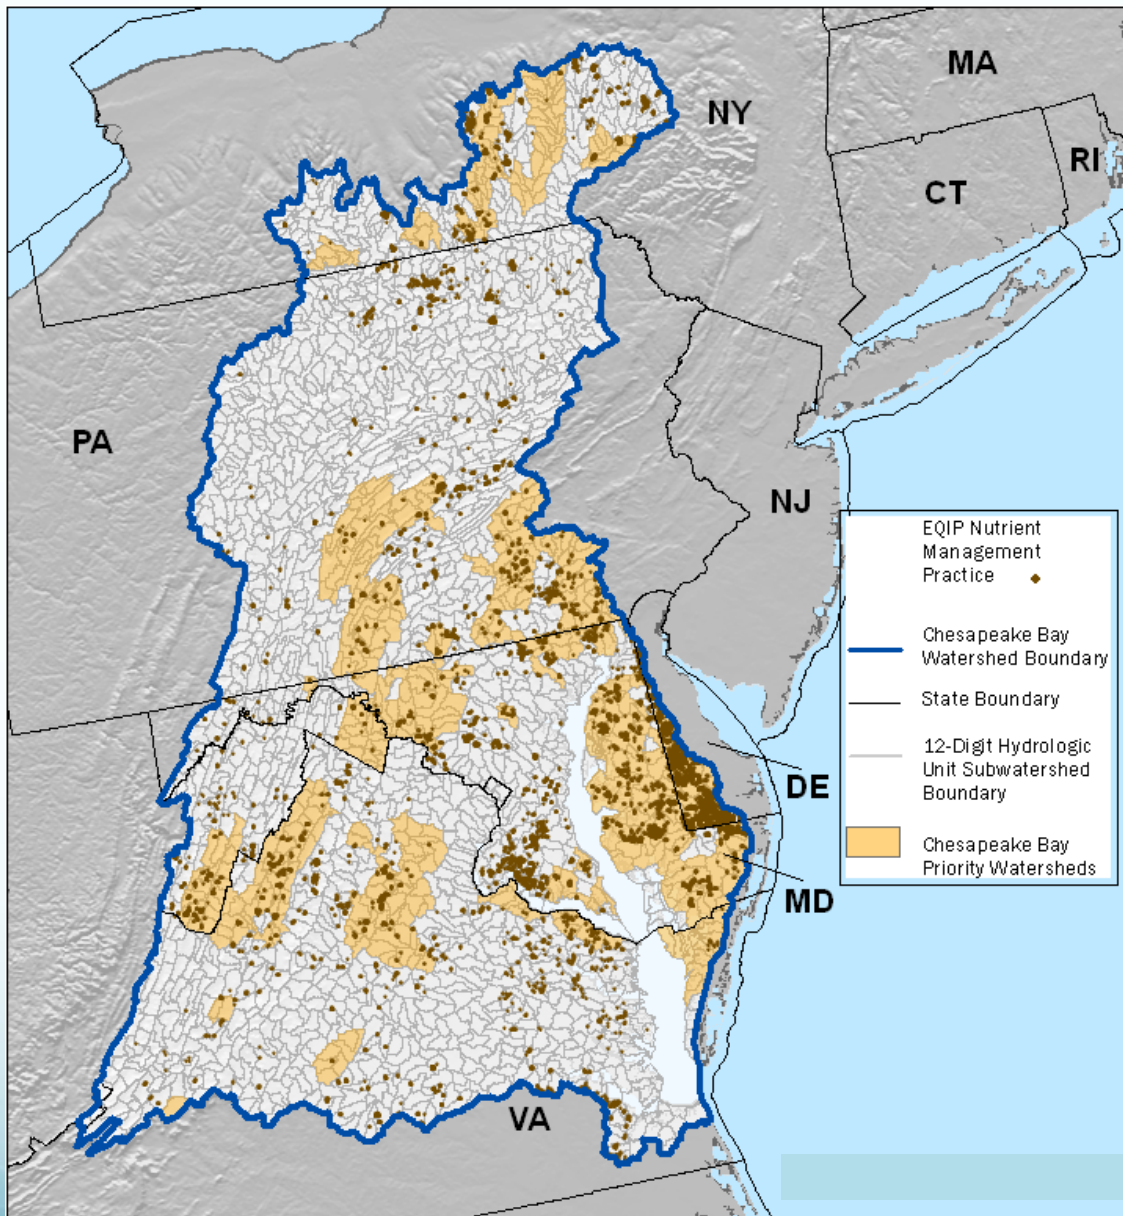 MA
NY
RI
CT
PA
NJ
EQIP Nutrient
Management
Practice
Chesapeake Bay
Watershed Boundary
State Boundary
12-Digit Hydrologic
Unit Subwatershed
Boundary
Chesapeake Bay
Priority Watersheds
DE
MD
VA